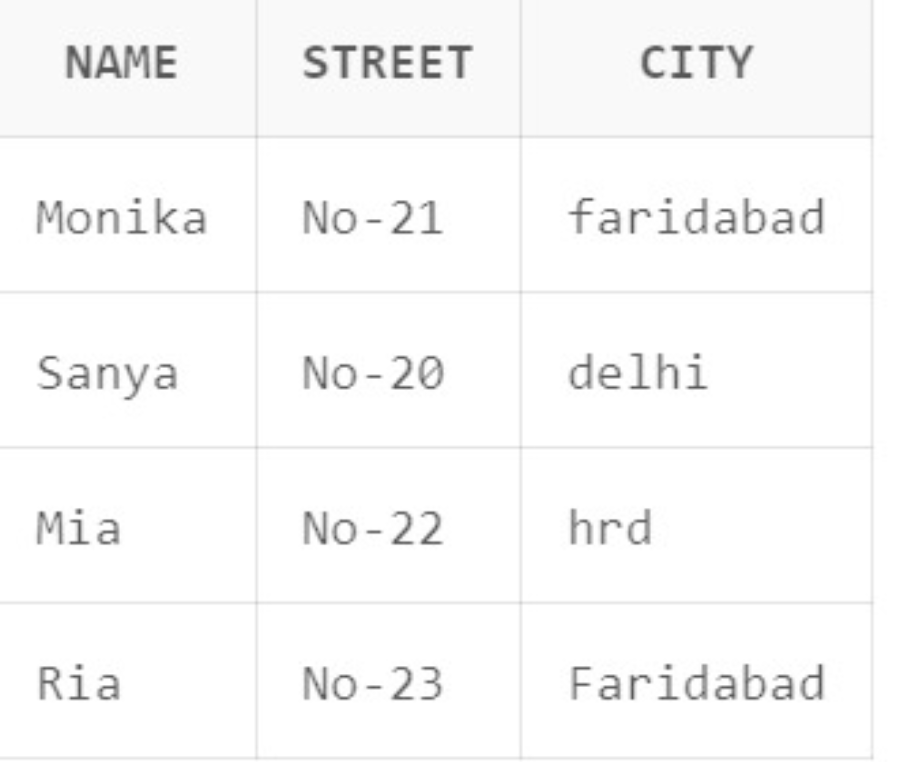 NAME STREET CITY
Monika No-21 faridabad
Sanya No-20 delhi
Mia No-22 hrd
Ria No-23 Faridabad